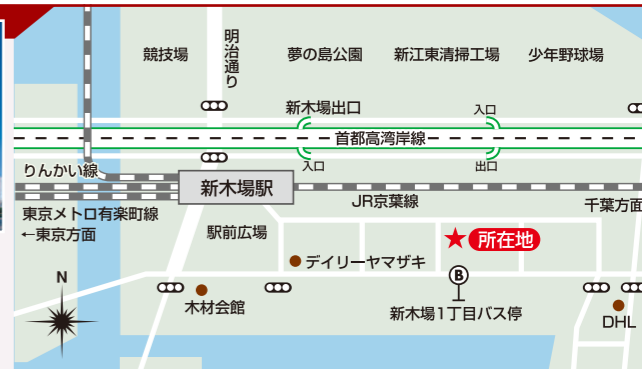 競技場
明治通り
夢の島公園
新江東清掃工場
少年野球場
新木場出口
入口
首都高湾岸線
入口
出口
りんかい線
新木場駅
JR京葉線
千葉方面
東京メトロ有楽町線
←東京方面
駅前広場
所在地
デイリーヤマザキ
B
N
木材会館
新木場1丁目バス停
DHL